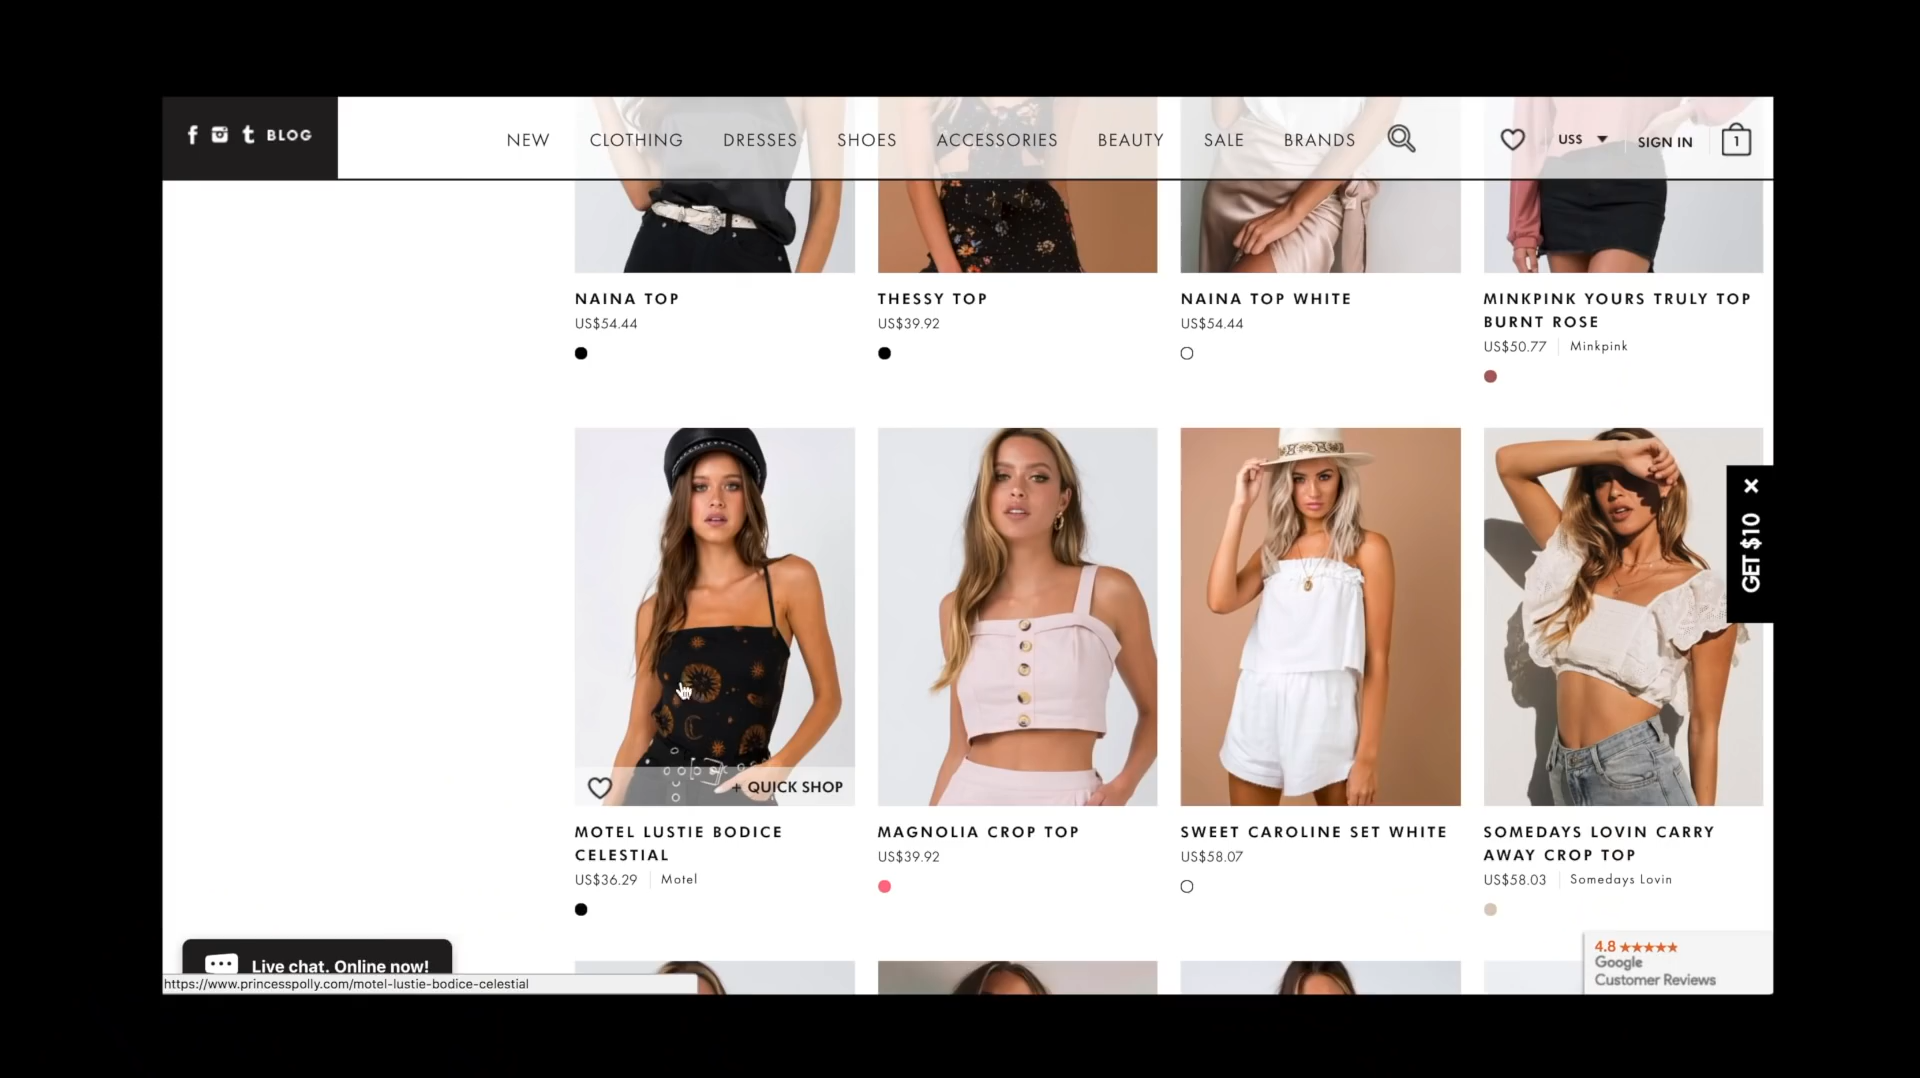 BLOG
NEW CLOTHING DRESSES SHOES ACCESSORIES BEAUTY SALE BRANDS
US$ SIGN IN 1
NAINA TOP
US$54.44
THESSY TOP
US$39.92
NAINA TOP WHITE
US$54.44
MINKPINK YOURS TRULY TOP
BURNT ROSE
US$50.77 Minkpink
GET $10
+ QUICK SHOP
MOTEL LUSTIE BODICE
CELESTIAL
US$36.29 Motel
MAGNOLIA CROP TOP
US$39.92
SWEET CAROLINE SET WHITE
US$58.07
SOMEDAYS LOVIN CARRY
AWAY CROP TOP
US$58.03 Somedays Lovin
Live chat. Online now!
https://www.princesspolly.com/motel-lustie-bodice-celestial
4.8
Google
Customer Reviews